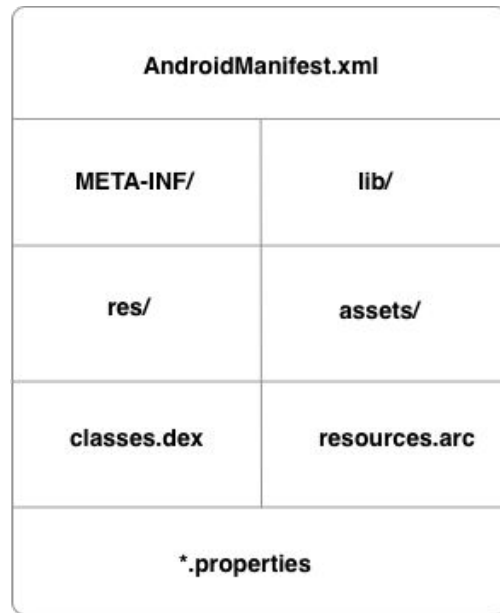 AndroidManifest.xml
META-INF/
lib/
res/
assets/
classes.dex
resources.arc
*.properties